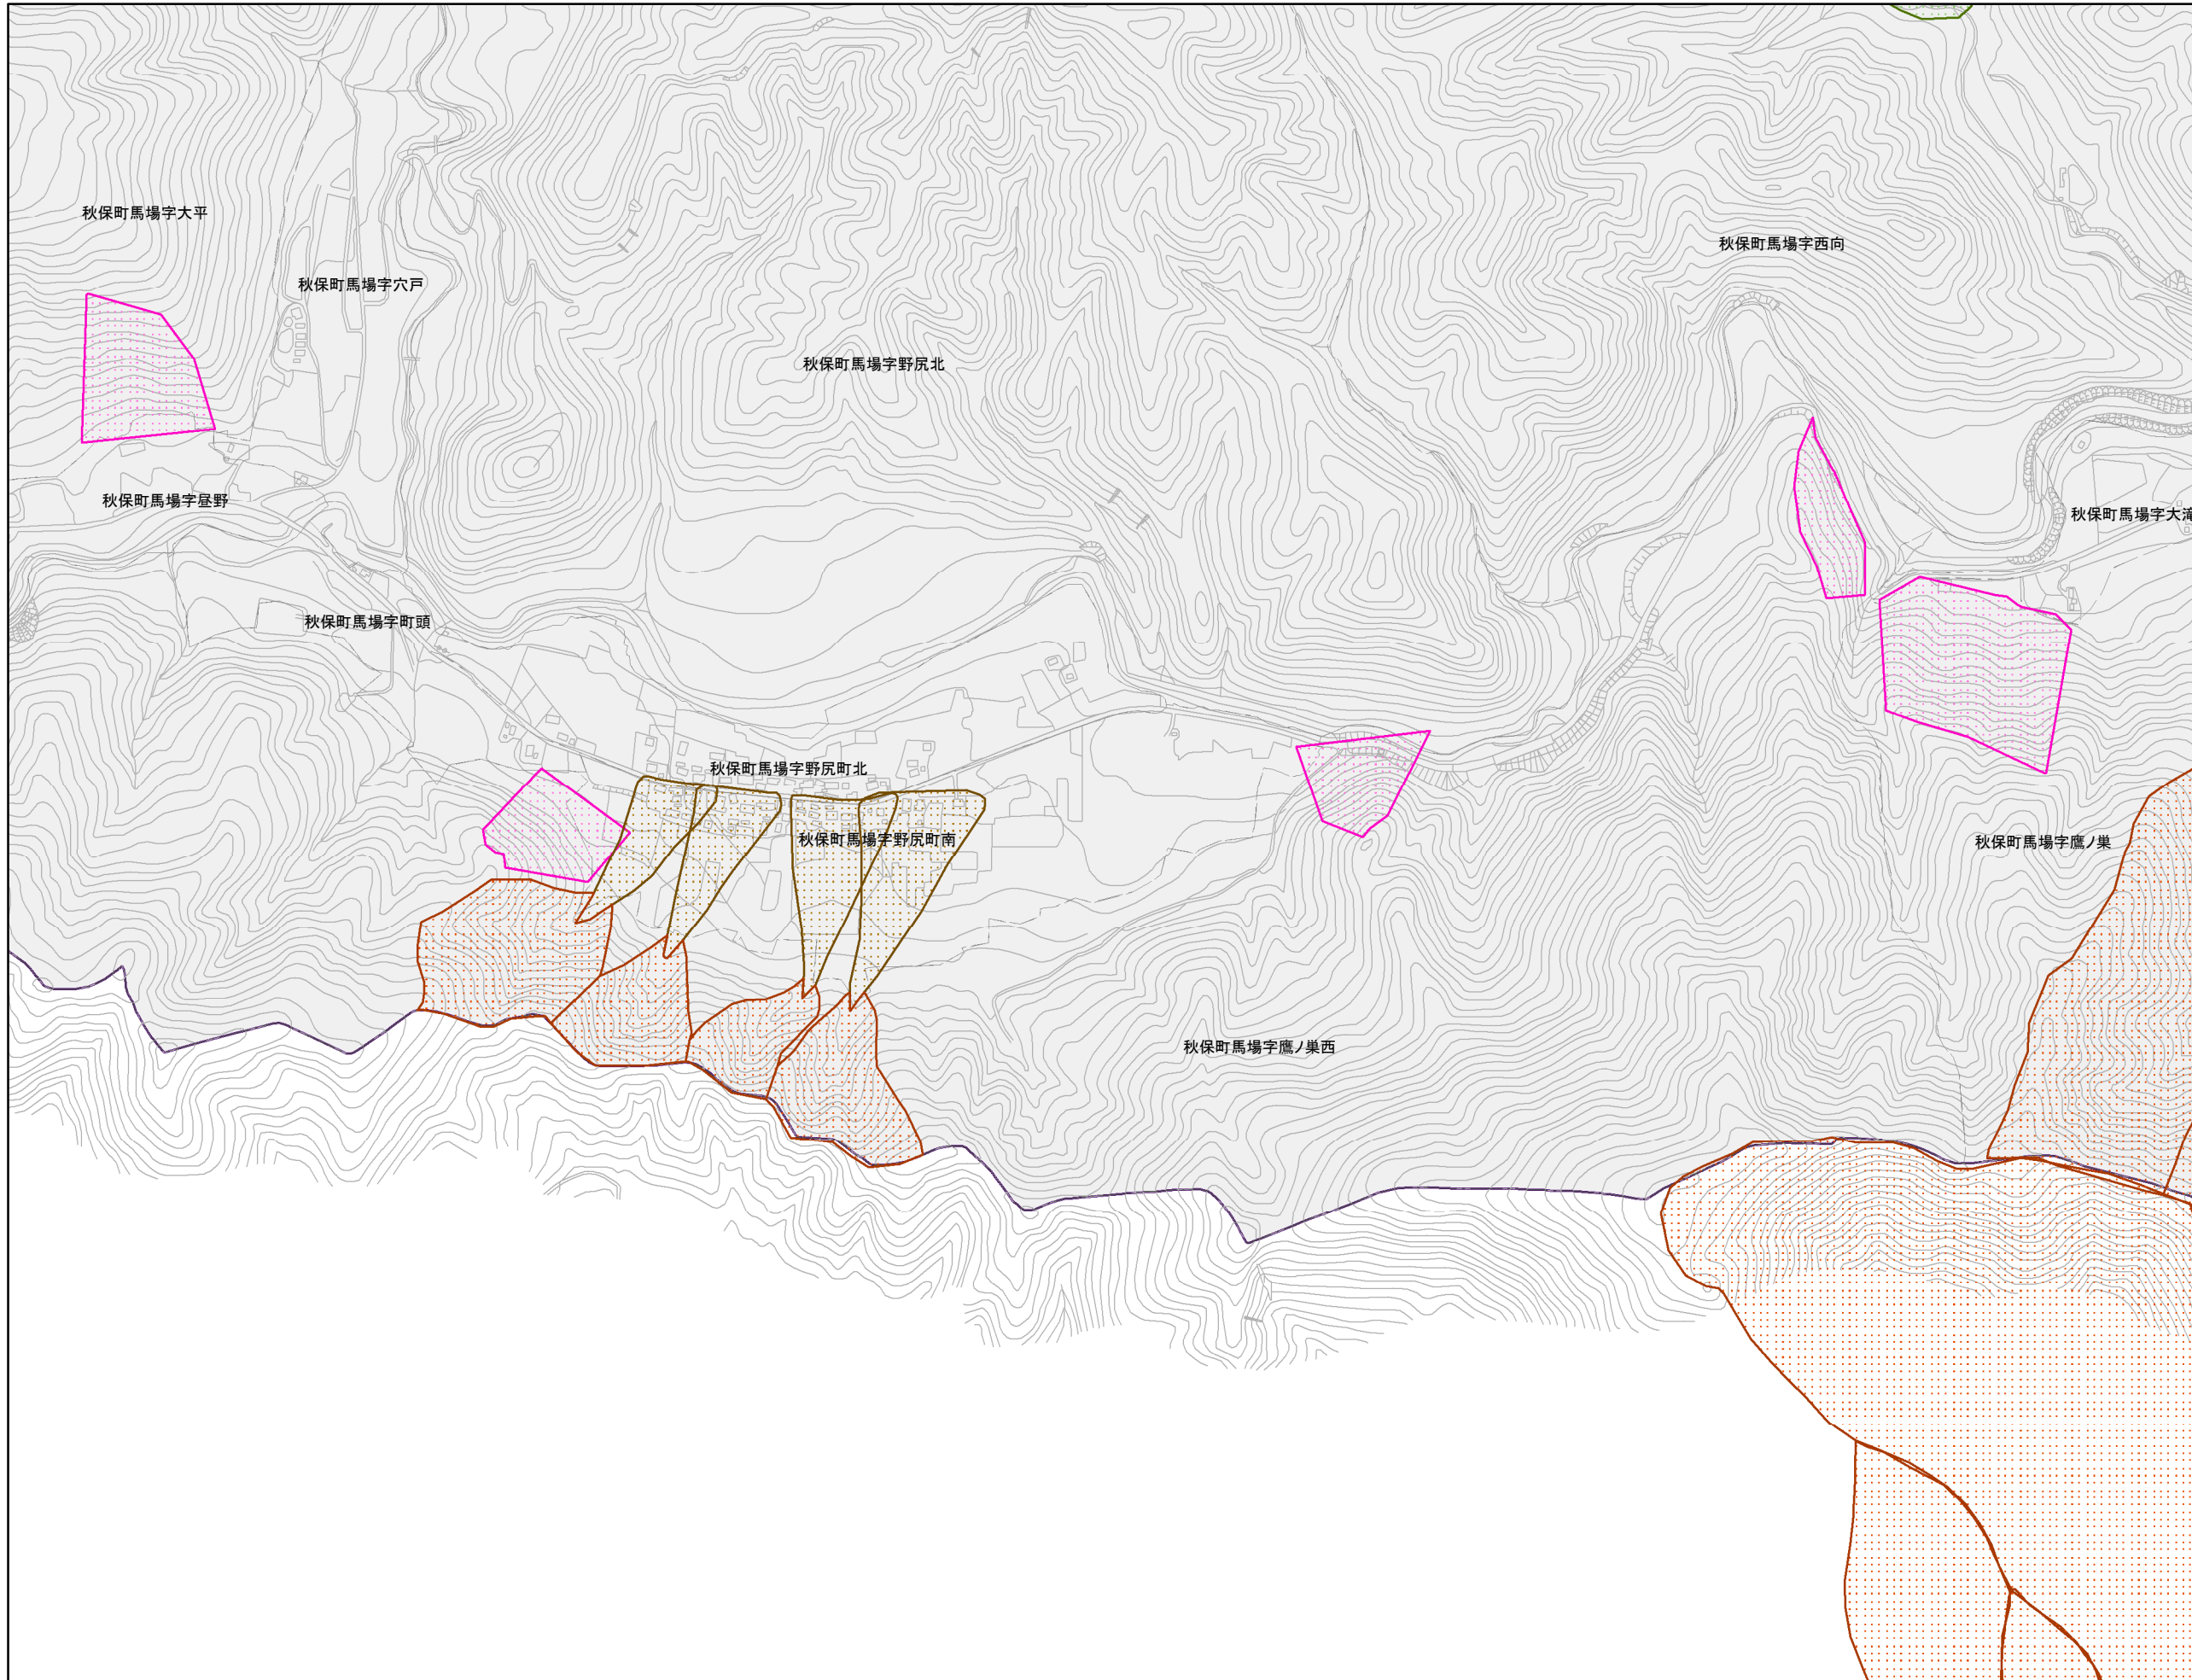 秋保町馬場字大平
秋保町馬場字西向
秋保町馬場字穴戸
秋保町馬場字野尻北
秋保町馬場字昼野
秋保町馬場字大滝
秋保町馬場字町頭
秋保町馬場字野尻町北
秋保町馬場字野尻町南
秋保町馬場字鷹ノ巣
秋保町馬場字鷹ノ巣西